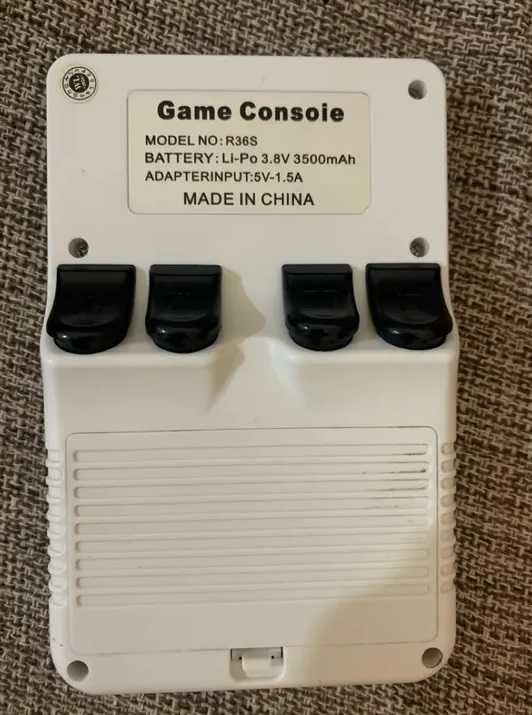 Game Consoie
MODEL NO: R36S
BATTERY: Li-Po 3.8V 3500mAh
ADAPTERINPUT:5V-1.5A
MADE IN CHINA